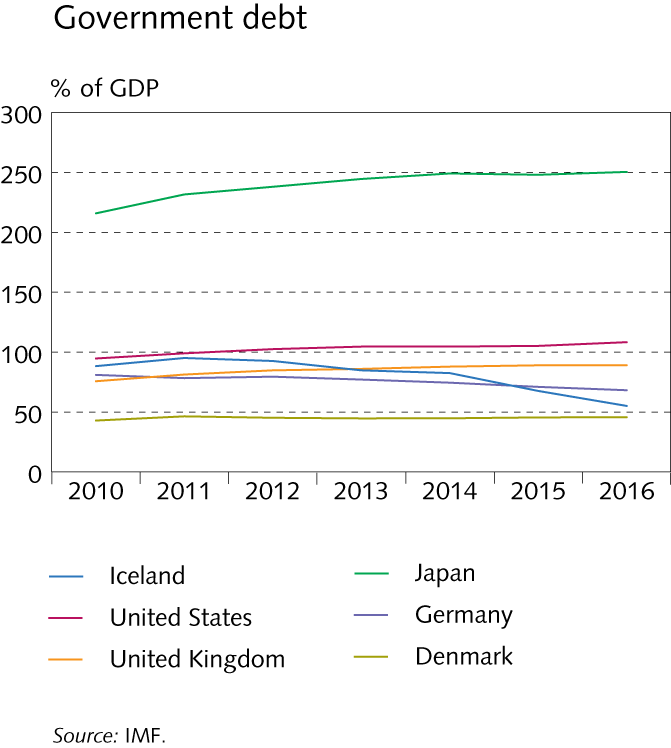 Government debt
% of GDP
300
250
200
150
100
50
0
2010 2011 2012 2013 2014 2015 2016
Iceland
United States
United Kingdom
Japan
Germany
Denmark
Source: IMF.